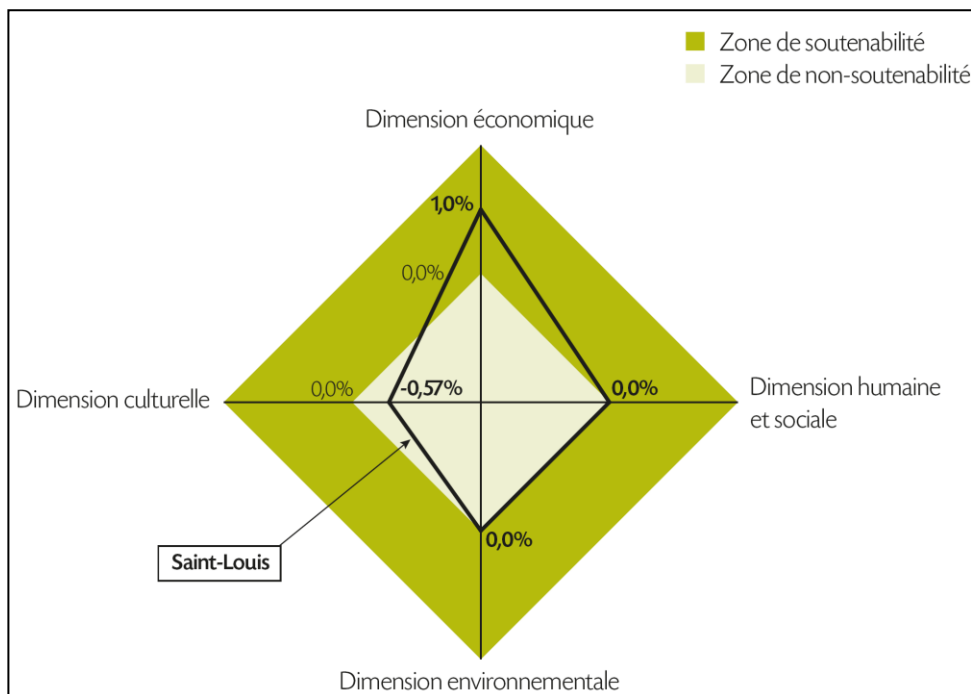 Zone de soutenabilité
Zone de non-soutenabilité
Dimension économique
1,0%
0,0%
Dimension culturelle
0,0%
-0,57%
0,0%
Dimension humaine
et sociale
0,0%
Saint-Louis
Dimension environnementale